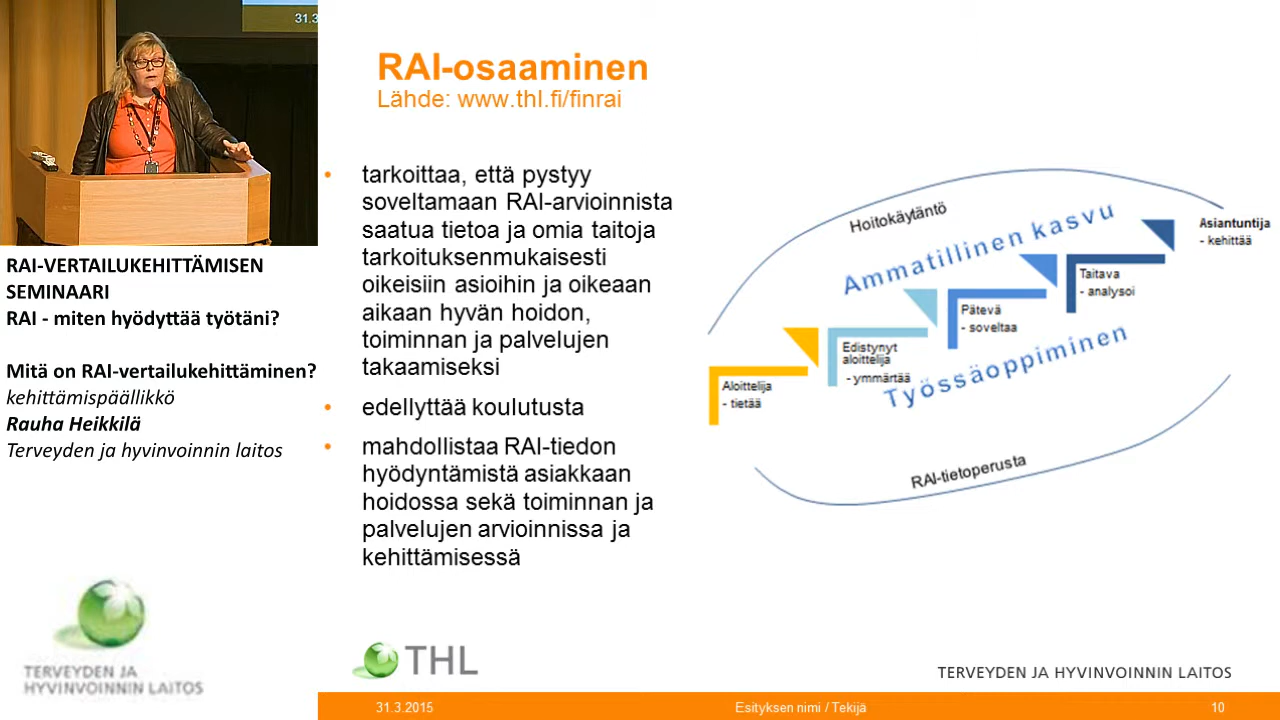 31.3
RAI-VERTAILUKEHITTÄMISEN
SEMINAARI
RAI - miten hyödyttää työtäni?
Mitä on RAI-vertailukehittäminen?
kehittämispäällikkö
Rauha Heikkilä
Terveyden ja hyvinvoinnin laitos
TERVEYDEN JA
HYVINVOINNIN LAITOS
RAI-osaaminen
Lähde: www.thl.fi/finrai
• tarkoittaa, että pystyy
soveltamaan RAI-arvioinnista
saatua tietoa ja omia taitoja
tarkoituksenmukaisesti
oikeisiin asioihin ja oikeaan
aikaan hyvän hoidon,
toiminnan ja palvelujen
takaamiseksi
• edellyttää koulutusta
• mahdollistaa RAI-tiedon
hyödyntämistä asiakkaan
hoidossa sekä toiminnan ja
palvelujen arvioinnissa ja
kehittämisessä
Hoitokäytäntö
Ammatillinen kasvu
Asiantuntija
- kehittää
Taitava
- analysoi
Pätevä
- soveltaa
Edistynyt
aloittelija
- ymmärtää
Aloittelija
- tietää
Työssäoppiminen
RAI-tietoperusta
THL
TERVEYDEN JA HYVINVOINNIN LAITOS
31.3.2015
Esityksen nimi / Tekijä
10